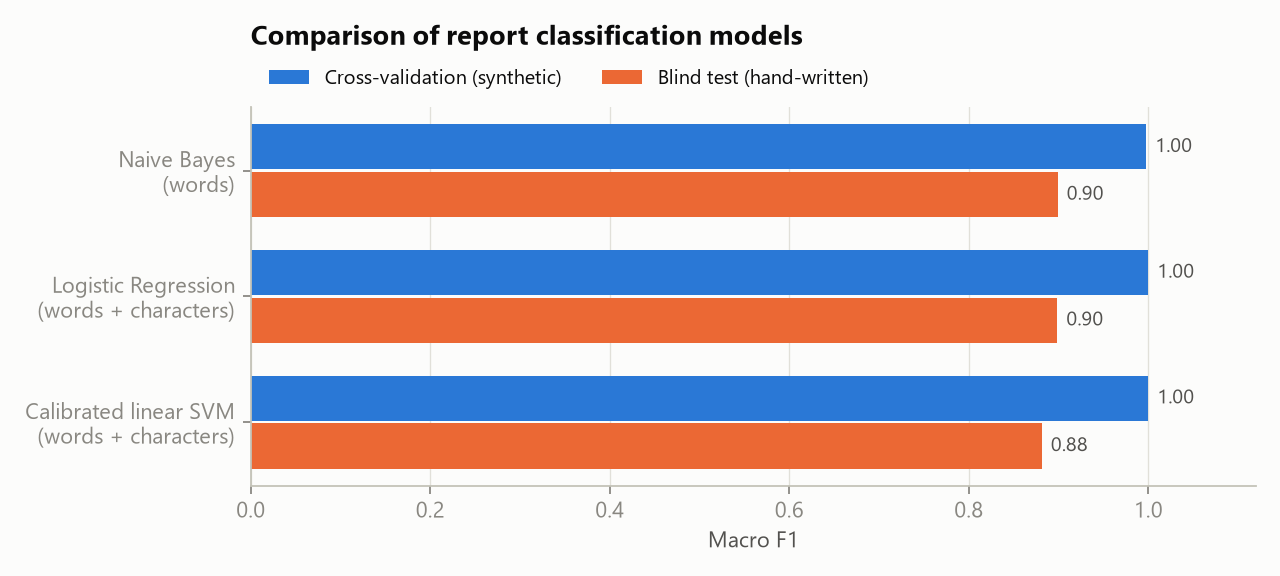 Comparison of report classification models
Cross-validation (synthetic)
Blind test (hand-written)
Naive Bayes
(words)
1.00
0.90
Logistic Regression
(words + characters)
1.00
0.90
Calibrated linear SVM
(words + characters)
1.00
0.88
0.0
0.2
0.4
0.6
0.8
1.0
Macro F1